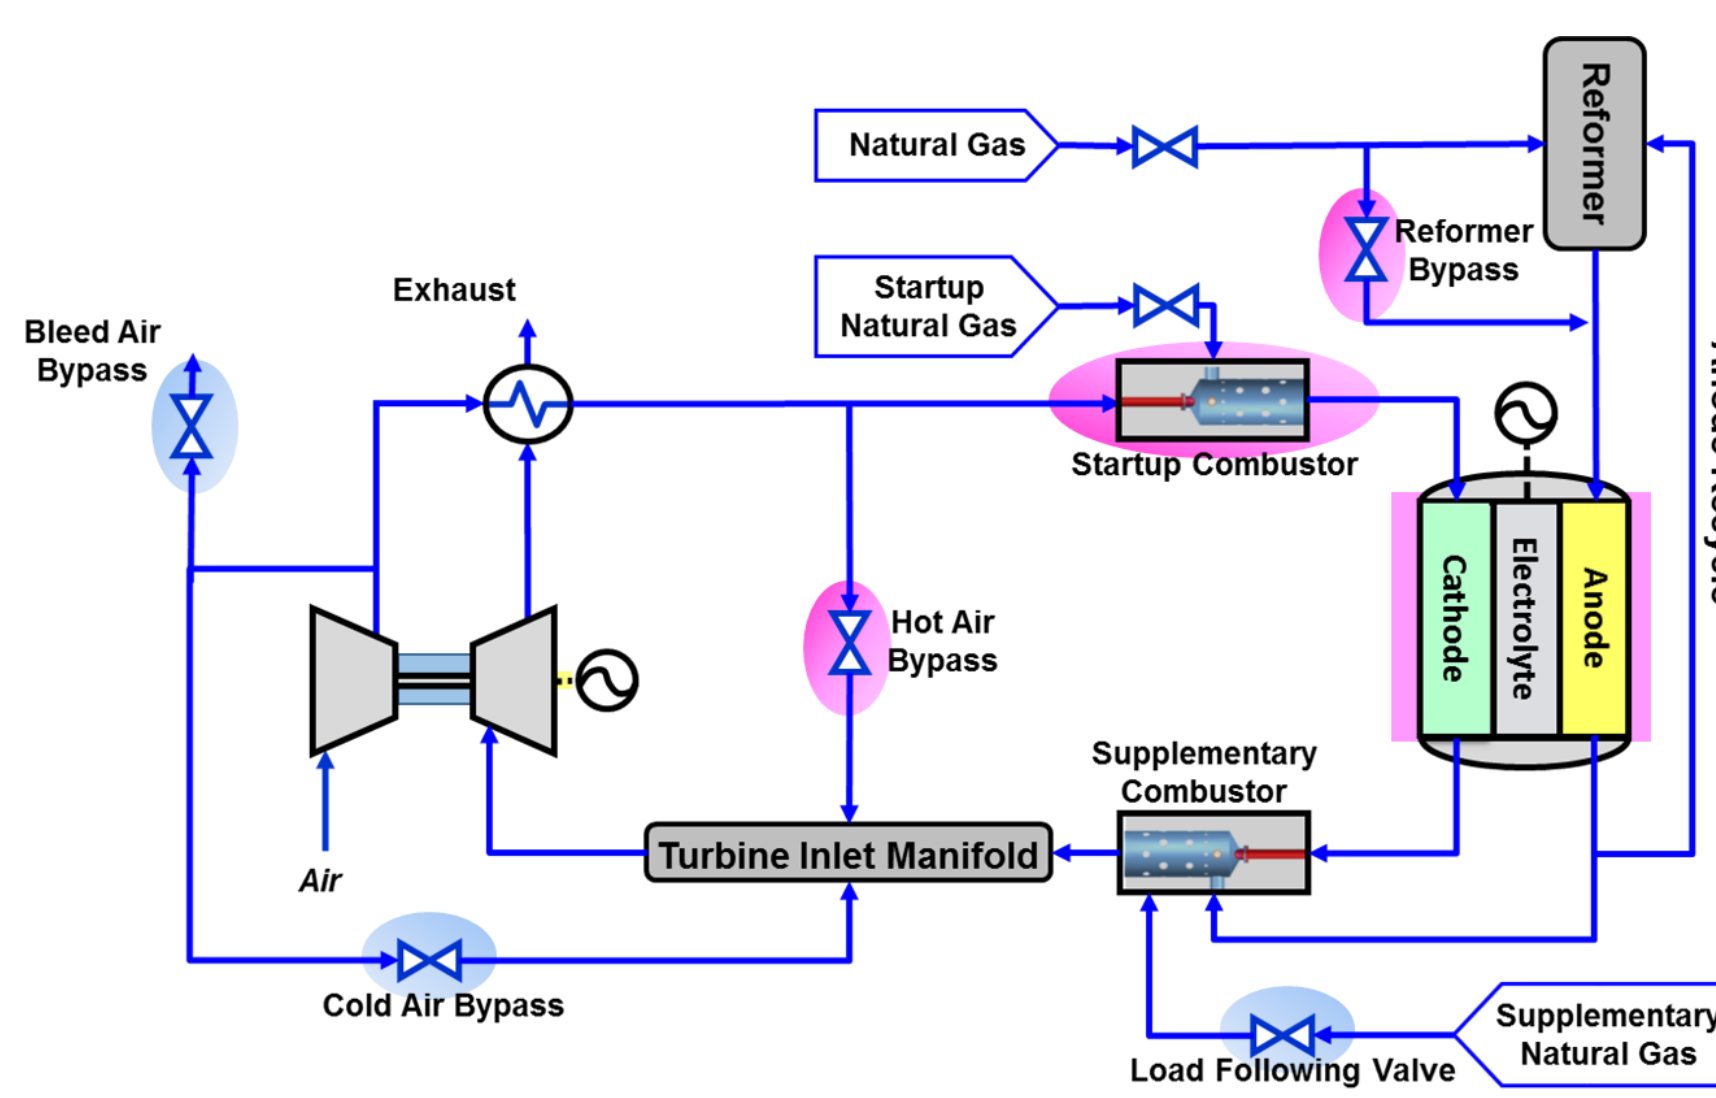 Reformer
Natural Gas
Reformer
Bypass
Startup
Natural Gas
Exhaust
Bleed Air
Bypass
Startup Combustor
Cathode
Electrolyte
Anode
Hot Air
Bypass
Supplementary
Combustor
Turbine Inlet Manifold
Air
Cold Air Bypass
Supplementary
Natural Gas
Load Following Valve